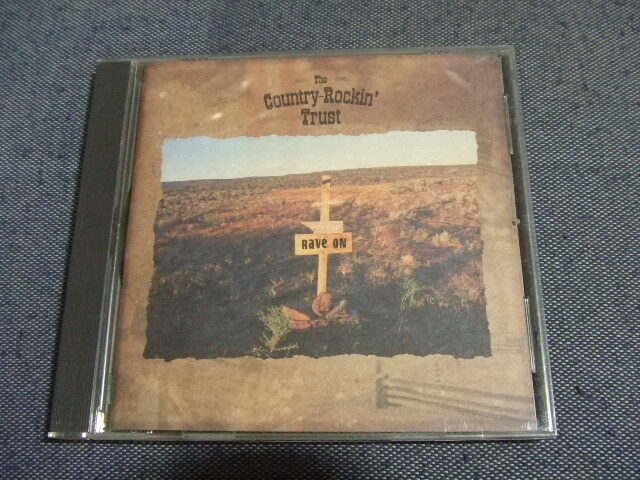 The
Country-Rockin'
Trust
Rave On